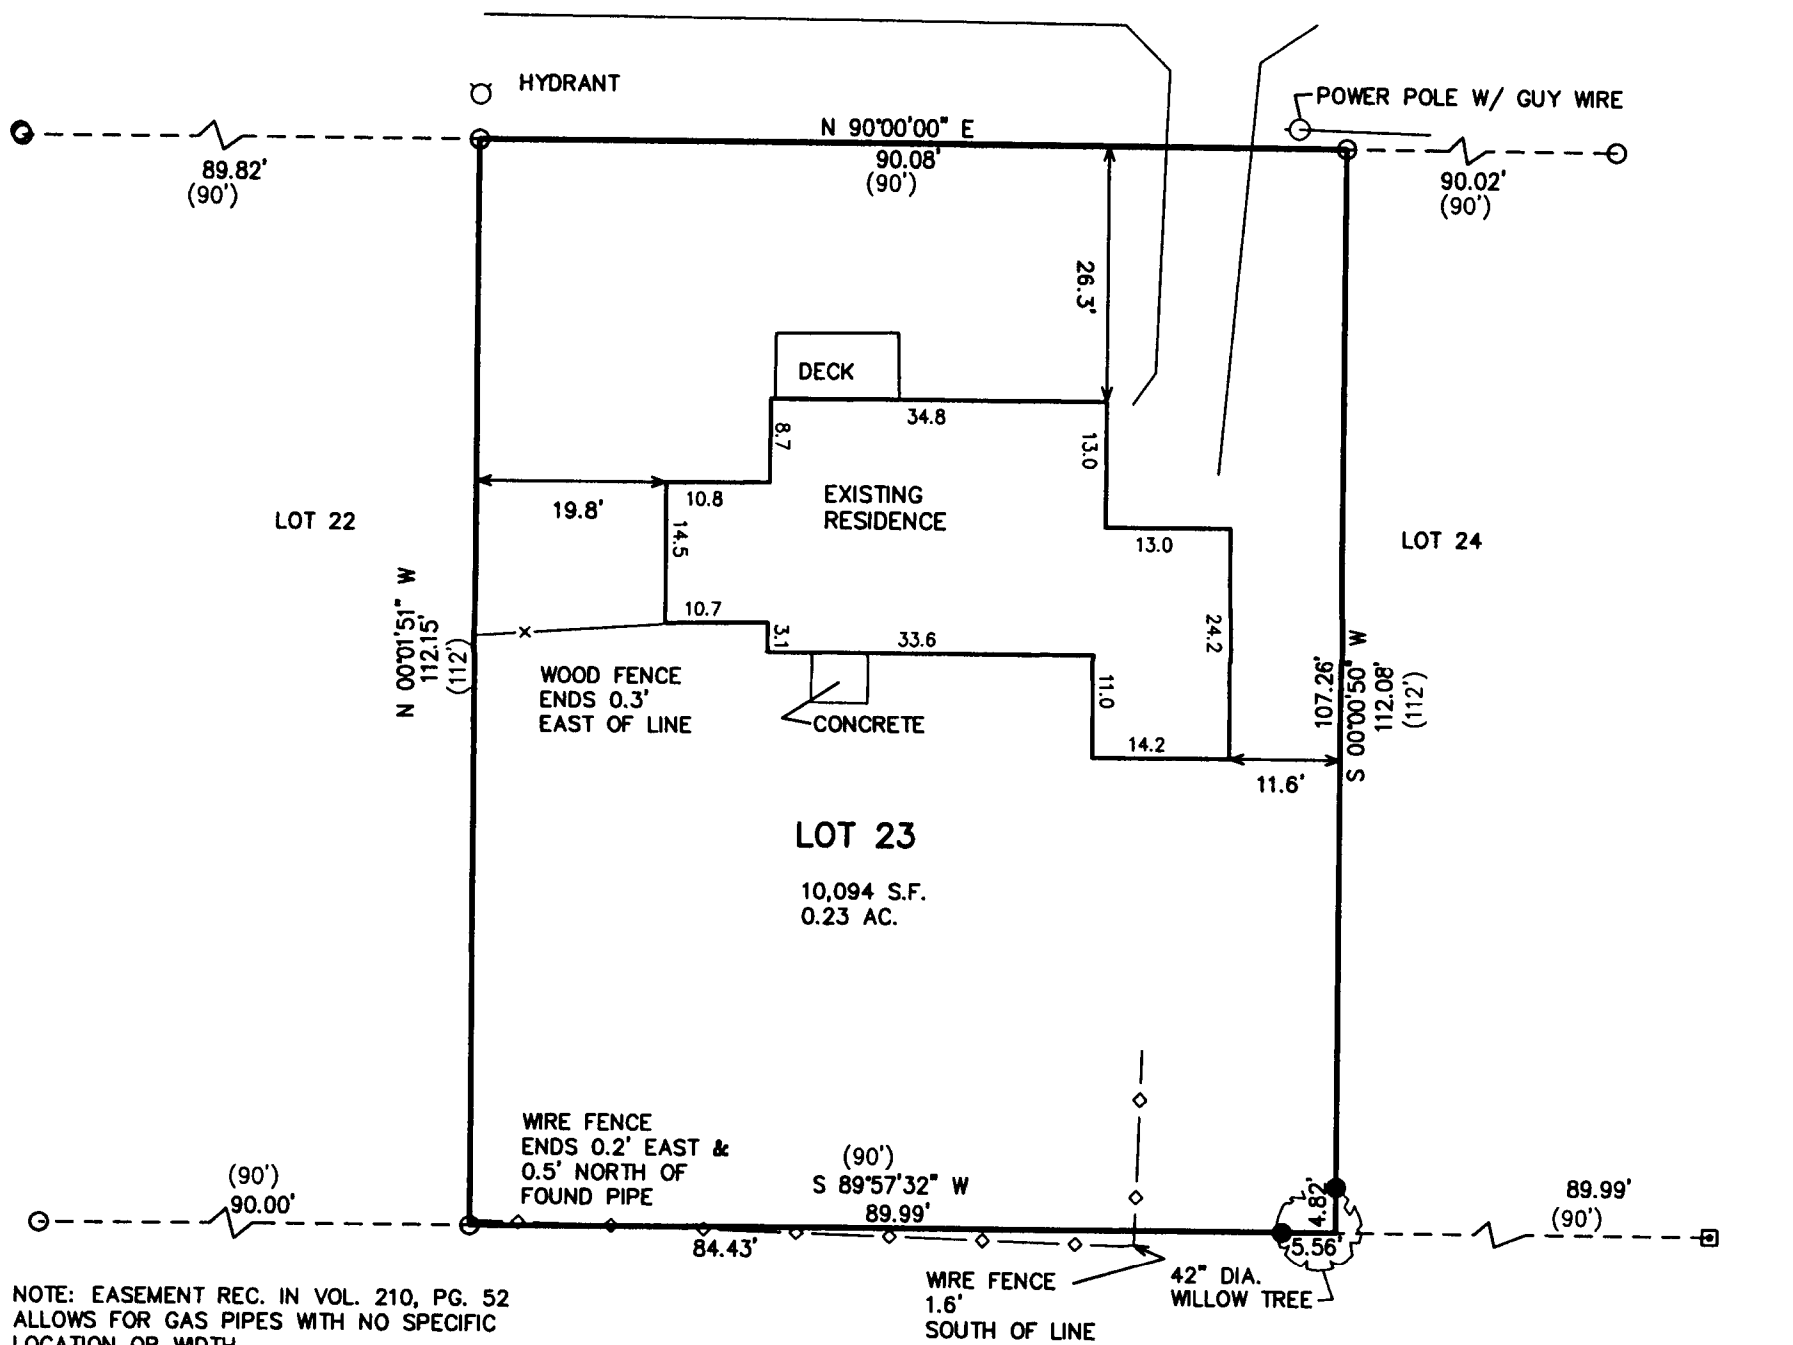 HYDRANT
POWER POLE W/ GUY WIRE
N 90°00'00" E
90.08'
(90')
89.82'
(90')
90.02'
(90')
26.3'
DECK
34.8
8.7
13.0
10.8
19.8'
EXISTING
RESIDENCE
14.5
13.0
LOT 22
LOT 24
10.7
3.1
33.6
24.2
N 00°01'51" W
112.15'
(112')
WOOD FENCE
ENDS 0.3'
EAST OF LINE
CONCRETE
11.0
14.2
11.6'
107.26'
S 00°00'50" W
112.08'
(112')
LOT 23
10,094 S.F.
0.23 AC.
WIRE FENCE
ENDS 0.2' EAST &
0.5' NORTH OF
FOUND PIPE
(90')
S 89°57'32" W
89.99'
(90')
90.00'
84.43'
4.82'
5.56'
89.99'
(90')
WIRE FENCE
1.6'
SOUTH OF LINE
42" DIA.
WILLOW TREE
NOTE: EASEMENT REC. IN VOL. 210, PG. 52
ALLOWS FOR GAS PIPES WITH NO SPECIFIC
LOCATION OR WIDTH